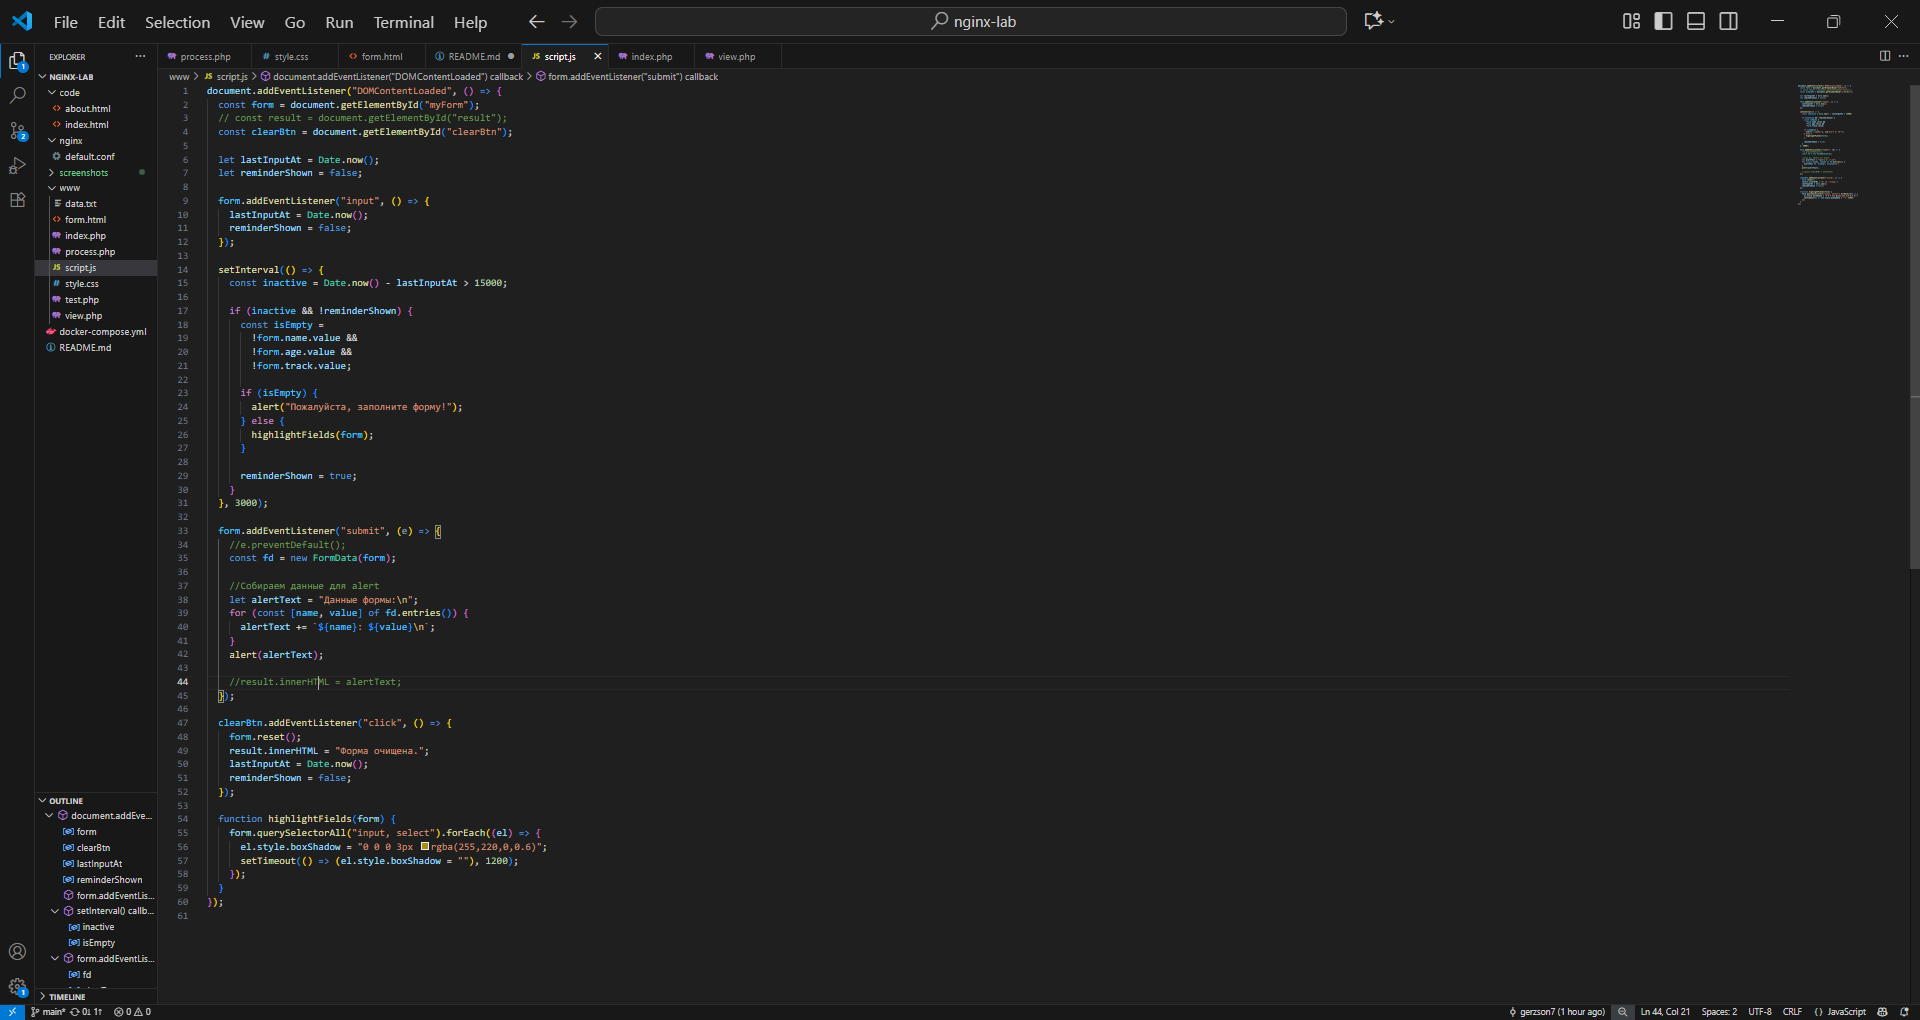 File Edit Selection View Go Run Terminal Help
nginx-lab
EXPLORER
process.php
style.css
form.html
README.md
script.js
index.php
view.php
www > script.js > document.addEventListener("DOMContentLoaded") callback > form.addEventListener("submit") callback
NGINX-LAB
code
about.html
index.html
nginx
default.conf
screenshots
www
data.txt
form.html
index.php
process.php
script.js
style.css
test.php
view.php
docker-compose.yml
README.md
1 document.addEventListener("DOMContentLoaded", () => {
2 const form = document.getElementById("myForm");
3 // const result = document.getElementById("result");
4 const clearBtn = document.getElementById("clearBtn");
5
6 let lastInputAt = Date.now();
7 let reminderShown = false;
8
9 form.addEventListener("input", () => {
10 lastInputAt = Date.now();
11 reminderShown = false;
12 });
13
14 setInterval(() => {
15 const inactive = Date.now() - lastInputAt > 15000;
16
17 if (inactive && !reminderShown) {
18 const isEmpty =
19 !form.name.value &&
20 !form.age.value &&
21 !form.track.value;
22
23 if (isEmpty) {
24 alert("Пожалуйста, заполните форму!");
25 } else {
26 highlightFields(form);
27 }
28
29 reminderShown = true;
30 }
31 }, 3000);
32
33 form.addEventListener("submit", (e) => {
34 //e.preventDefault();
35 const fd = new FormData(form);
36
37 //Собираем данные для alert
38 let alertText = "Данные формы:\n";
39 for (const [name, value] of fd.entries()) {
40 alertText += `${name}: ${value}\n`;
41 }
42 alert(alertText);
43
44 //result.innerHTML = alertText;
45 });
46
47 clearBtn.addEventListener("click", () => {
48 form.reset();
49 result.innerHTML = "Форма очищена.";
50 lastInputAt = Date.now();
51 reminderShown = false;
52 });
53
54 function highlightFields(form) {
55 form.querySelectorAll("input, select").forEach((el) => {
56 el.style.boxShadow = "0 0 0 3px rgba(255,220,0,0.6)";
57 setTimeout(() => (el.style.boxShadow = ""), 1200);
58 });
59 }
60 });
61
OUTLINE
document.addEve...
form
clearBtn
lastInputAt
reminderShown
form.addEventLis...
setInterval() callb...
inactive
isEmpty
form.addEventLis...
fd
TIMELINE
main* 0↓ 1↑ 0 0
gerzson7 (1 hour ago) Ln 44, Col 21 Spaces: 2 UTF-8 CRLF {} JavaScript